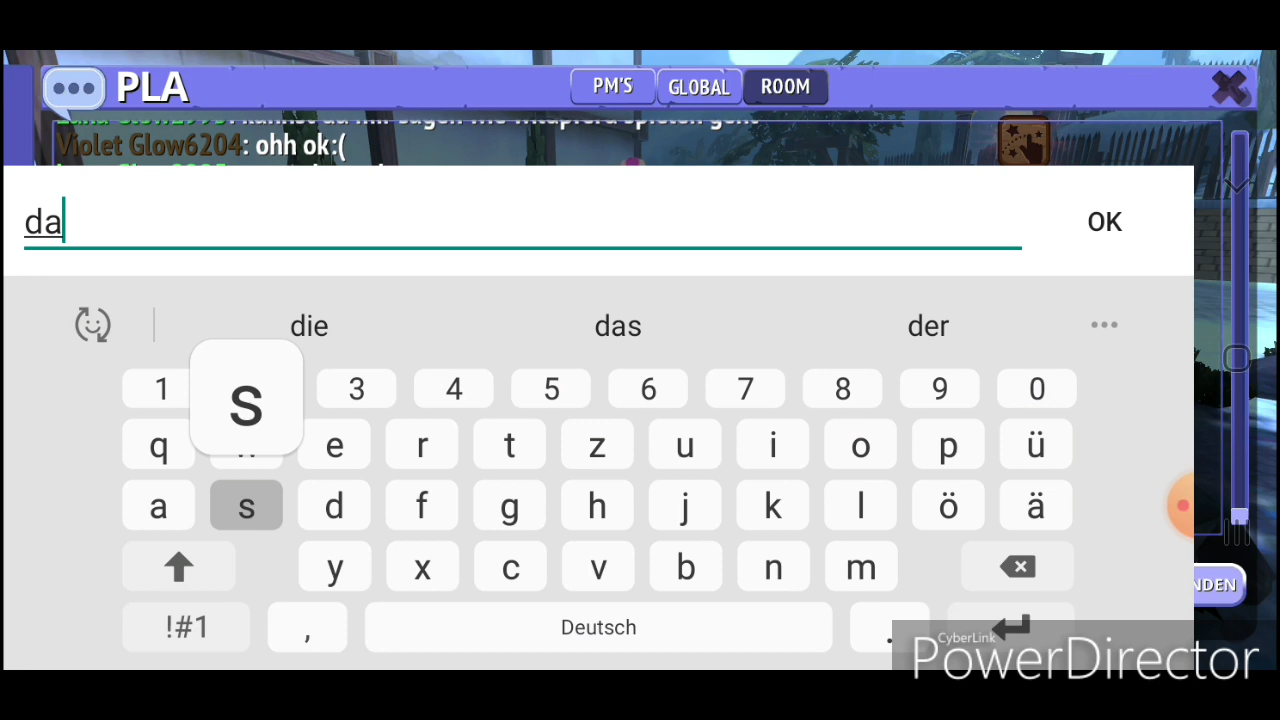 PLA
PM'S GLOBAL ROOM
Violet Glow6204: ohh ok:(
da
OK
die das der
s
1 3 4 5 6 7 8 9 0
q e r t z u i o p ü
a s d f g h j k l ö ä
y x c v b n m
!#1 , Deutsch .
NDEN
CyberLink
PowerDirector